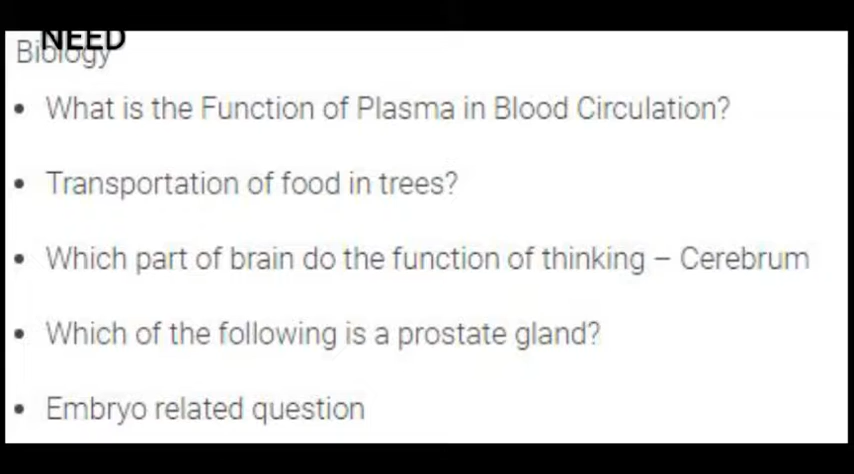 NEED
Biology
• What is the Function of Plasma in Blood Circulation?
• Transportation of food in trees?
• Which part of brain do the function of thinking – Cerebrum
• Which of the following is a prostate gland?
• Embryo related question